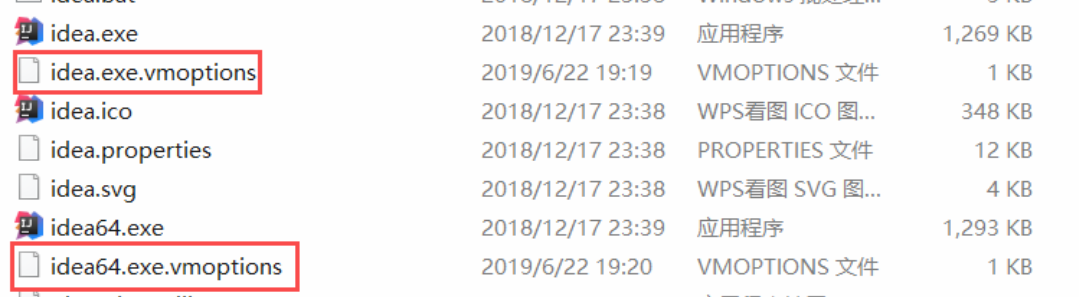 idea.exe 2018/12/17 23:39 应用程序 1,269 KB
idea.exe.vmoptions 2019/6/22 19:19 VMOPTIONS 文件 1 KB
idea.ico 2018/12/17 23:38 WPS看图 ICO 图... 348 KB
idea.properties 2018/12/17 23:38 PROPERTIES 文件 12 KB
idea.svg 2018/12/17 23:38 WPS看图 SVG 图... 4 KB
idea64.exe 2018/12/17 23:39 应用程序 1,293 KB
idea64.exe.vmoptions 2019/6/22 19:20 VMOPTIONS 文件 1 KB